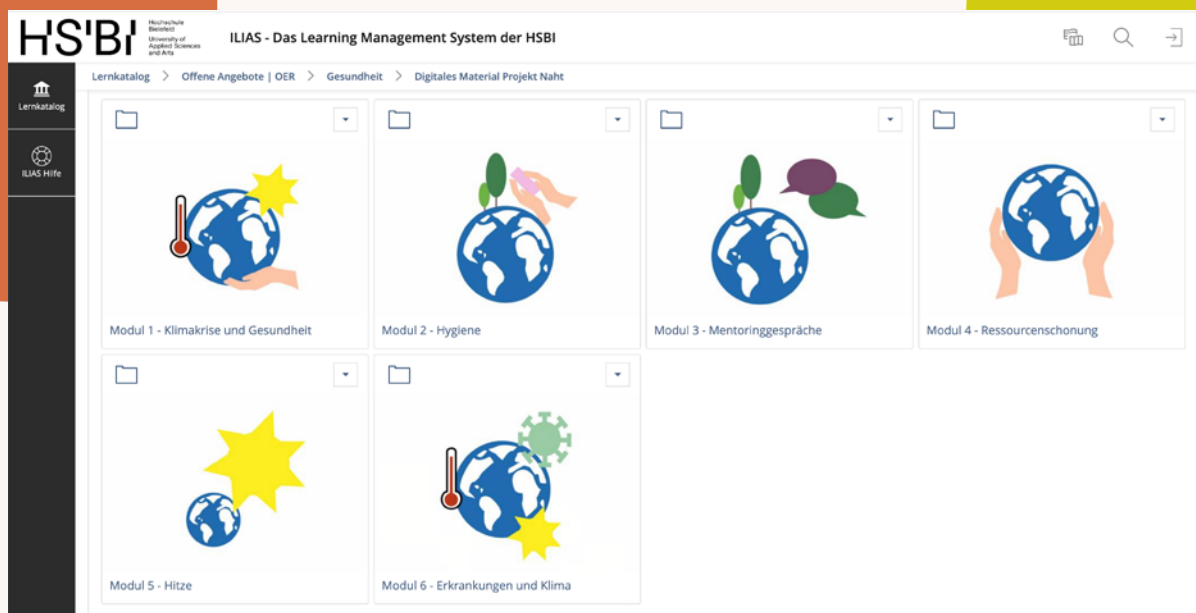 HS'BI
Hochschule
Bielefeld
University of
Applied Sciences
and Arts
ILIAS - Das Learning Management System der HSBI
Lernkatalog
ILIAS Hilfe
Lernkatalog > Offene Angebote | OER > Gesundheit > Digitales Material Projekt Naht
Modul 1 - Klimakrise und Gesundheit
Modul 2 - Hygiene
Modul 3 - Mentoringgespräche
Modul 4 - Ressourcenschonung
Modul 5 - Hitze
Modul 6 - Erkrankungen und Klima